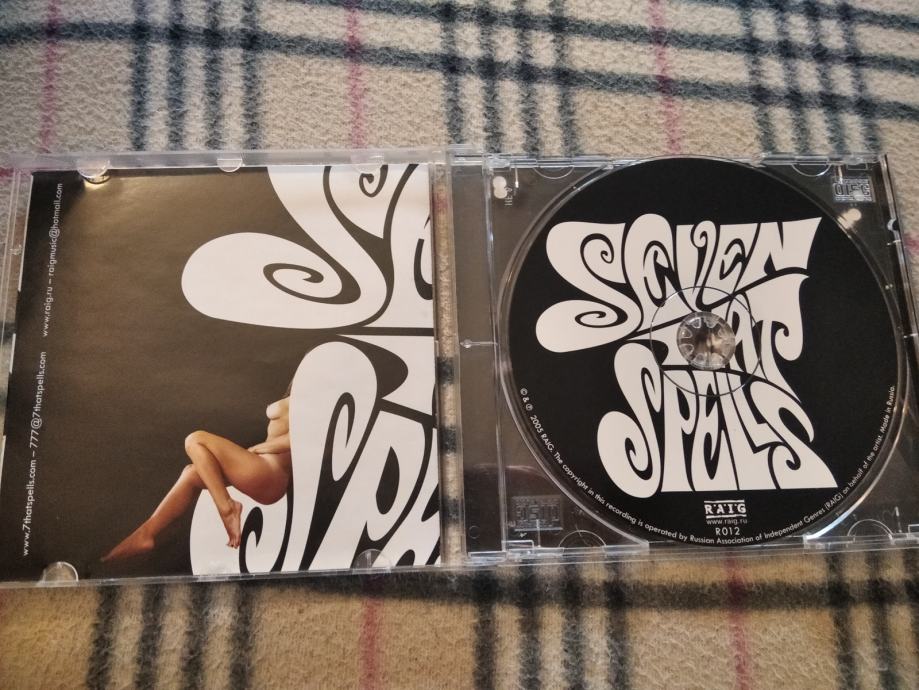 www.7thatspells.com – 777@7thatspells.com
www.raig.ru – raigmusic@hotmail.com
SEVEN
THAT
SPELLS
© & ℗ 2005 RAIG. The copyright in this recording is operated by Russian Association of Independent Genres (RAIG) on behalf of the artist. Made in Russia.
RAIG
www.raig.ru
R012